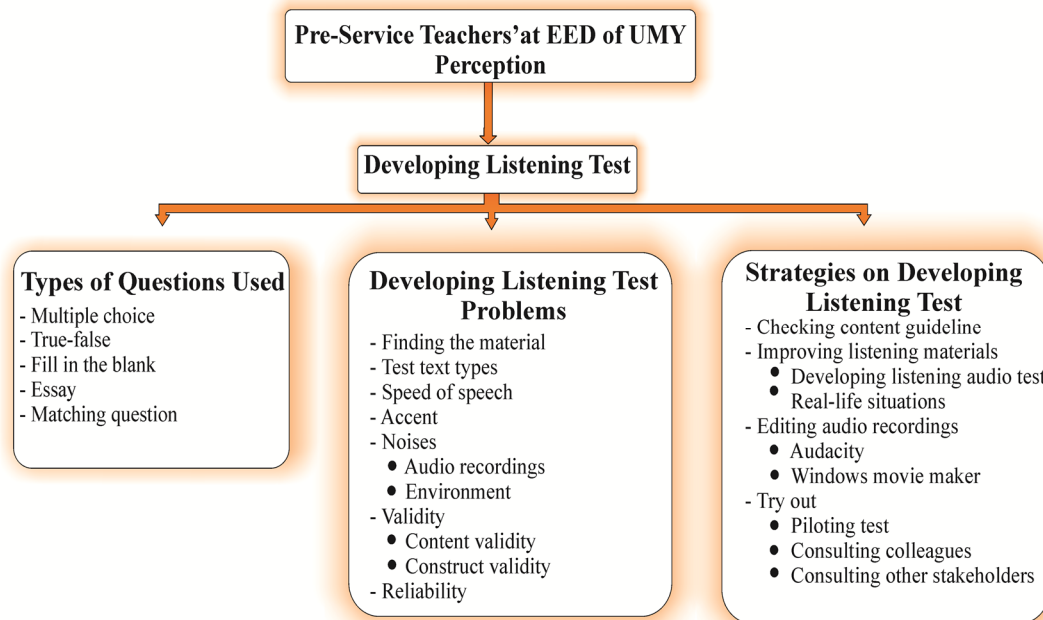 Pre-Service Teachers'at EED of UMY
Perception
Developing Listening Test
Types of Questions Used
- Multiple choice
- True-false
- Fill in the blank
- Essay
- Matching question
Developing Listening Test
Problems
- Finding the material
- Test text types
- Speed of speech
- Accent
- Noises
● Audio recordings
● Environment
- Validity
● Content validity
● Construct validity
- Reliability
Strategies on Developing
Listening Test
- Checking content guideline
- Improving listening materials
● Developing listening audio test
● Real-life situations
- Editing audio recordings
● Audacity
● Windows movie maker
- Try out
● Piloting test
● Consulting colleagues
● Consulting other stakeholders